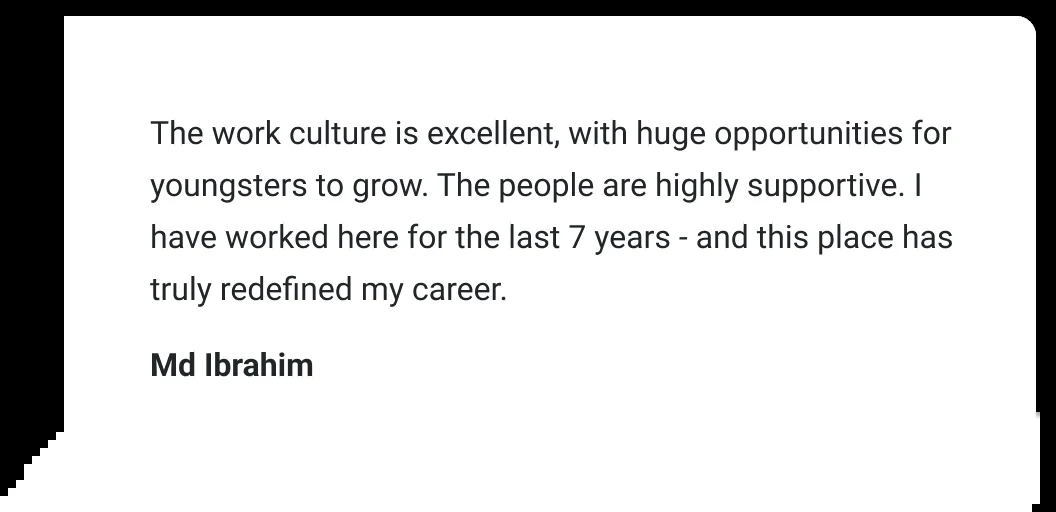 The work culture is excellent, with huge opportunities for
youngsters to grow. The people are highly supportive. I
have worked here for the last 7 years - and this place has
truly redefined my career.
Md Ibrahim